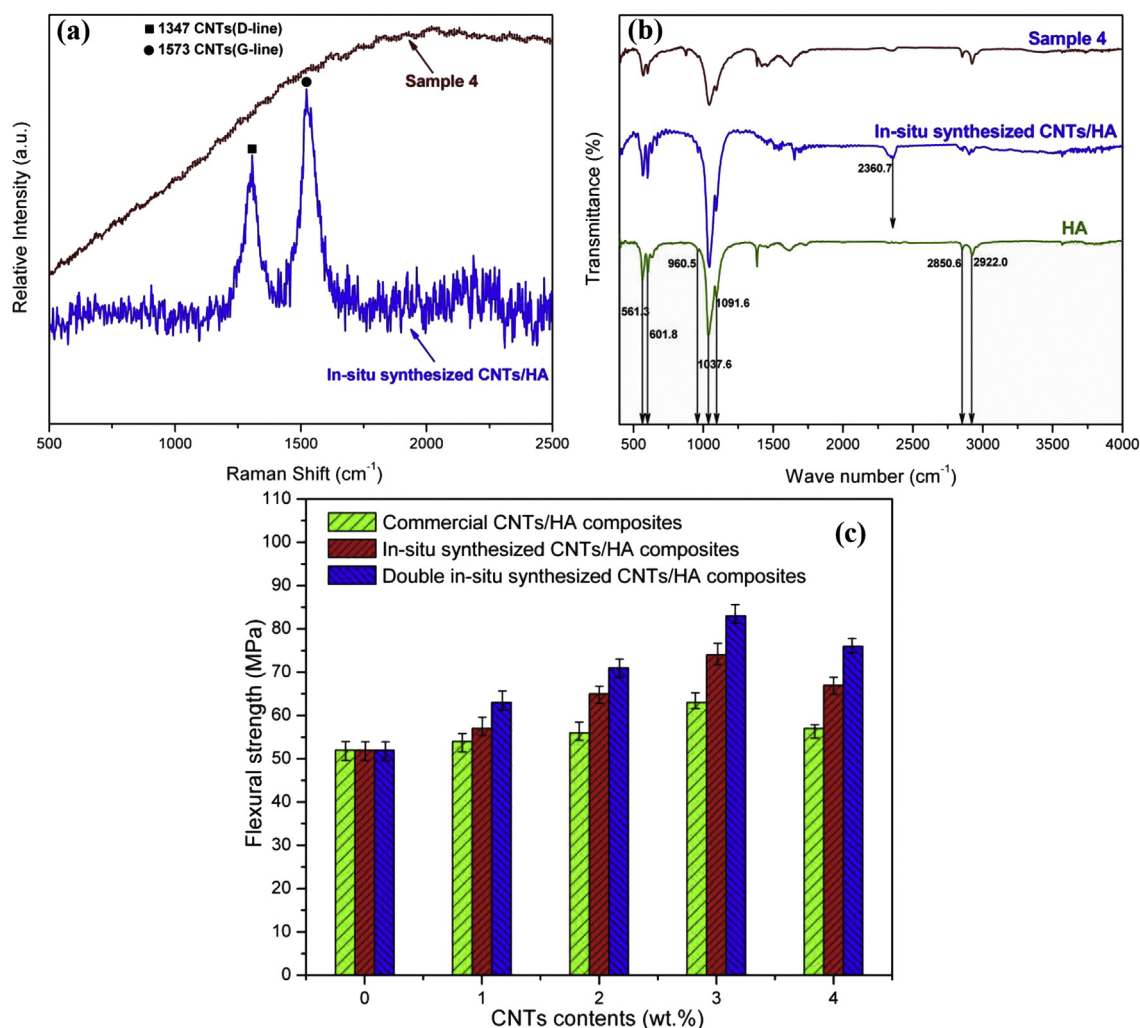 (a)
■ 1347 CNTs(D-line)
● 1573 CNTs(G-line)
Sample 4
In-situ synthesized CNTs/HA
Relative Intensity (a.u.)
500 1000 1500 2000 2500
Raman Shift (cm-1)
(b)
Sample 4
In-situ synthesized CNTs/HA
2360.7
HA
960.5
2850.6
2922.0
561.3
1091.6
601.8
1037.6
Transmittance (%)
500 1000 1500 2000 2500 3000 3500 4000
Wave number (cm-1)
(c)
Commercial CNTs/HA composites
In-situ synthesized CNTs/HA composites
Double in-situ synthesized CNTs/HA composites
Flexural strength (MPa)
110
100
90
80
70
60
50
40
30
20
10
0
0 1 2 3 4
CNTs contents (wt.%)